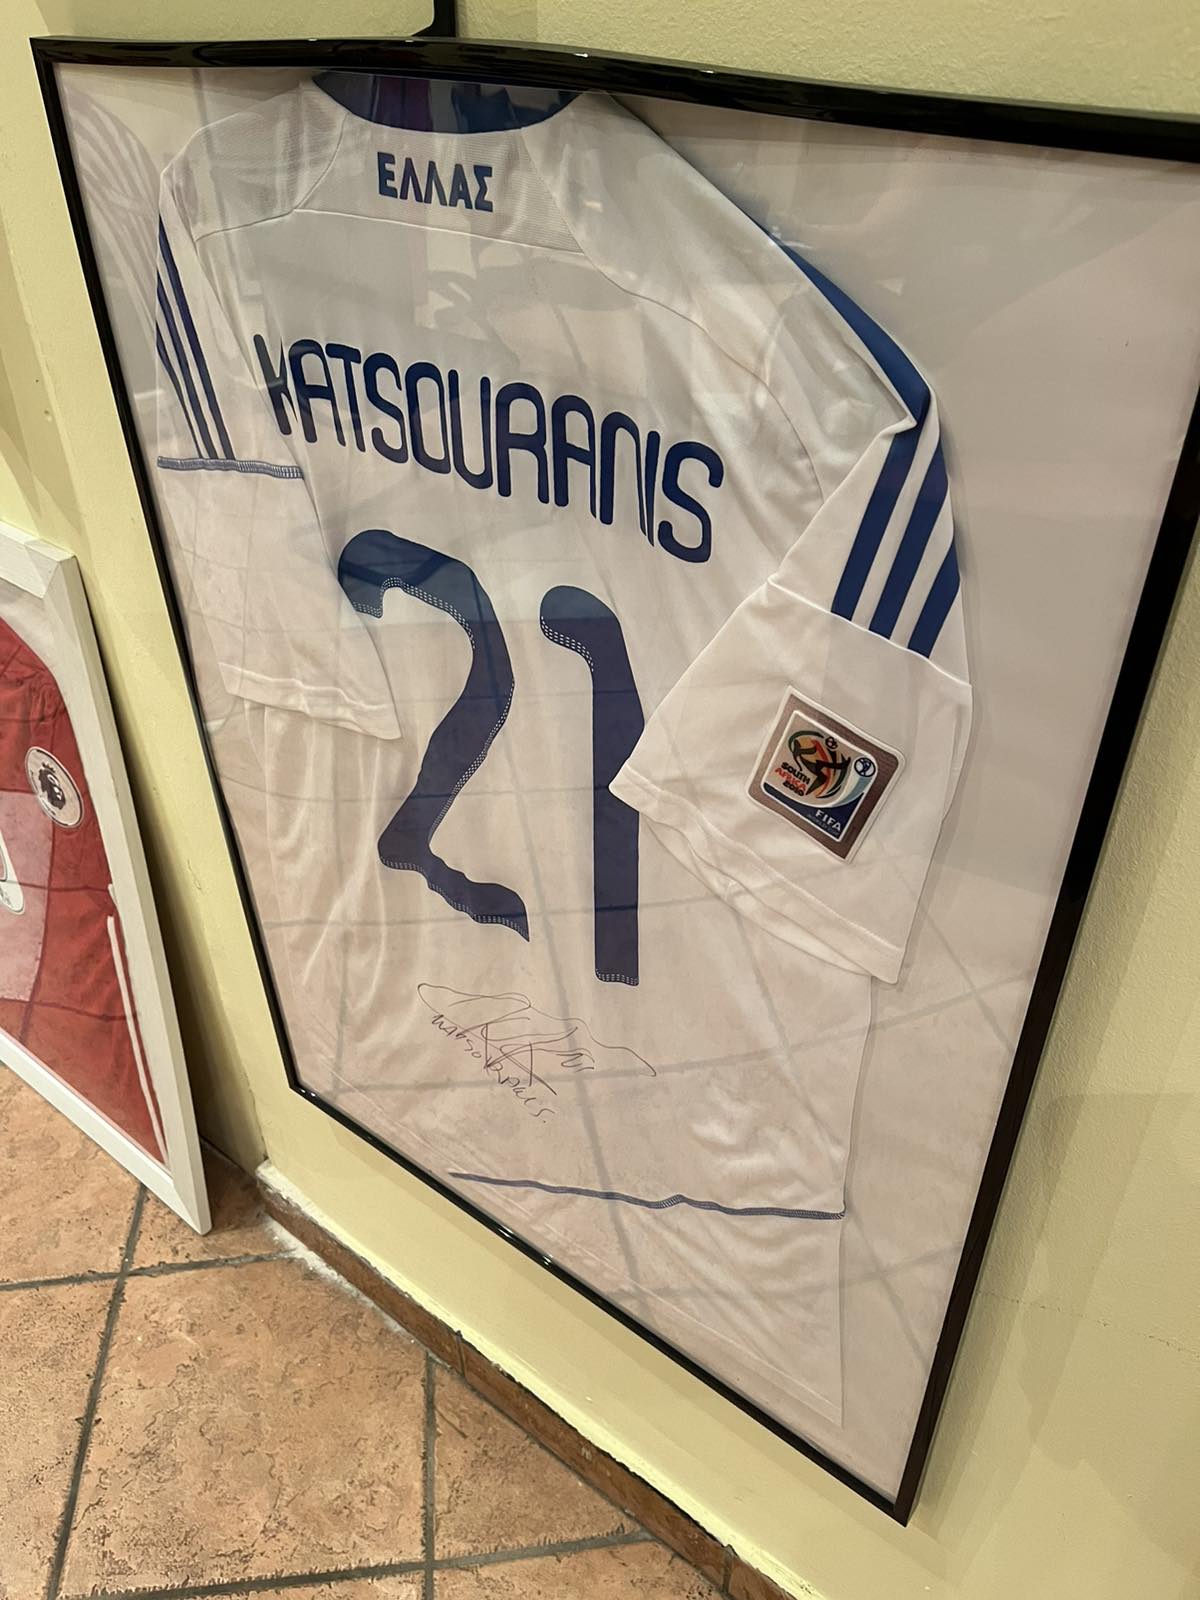 ΕΛΛΑΣ
KATSOURANIS
21
SOUTH
AFRICA
2010
FIFA